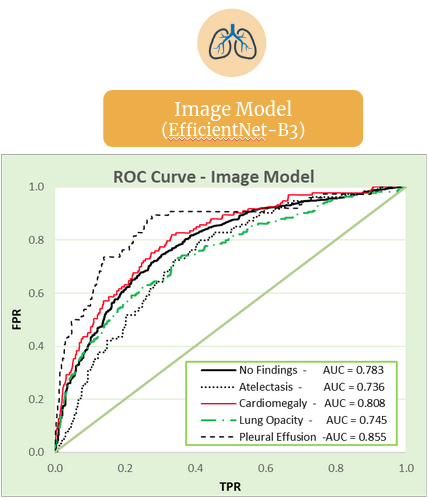 Image Model
(EfficientNet-B3)
ROC Curve - Image Model
1.0
0.8
0.6
0.4
0.2
0.0
FPR
No Findings - AUC = 0.783
Atelectasis - AUC = 0.736
Cardiomegaly - AUC = 0.808
Lung Opacity - AUC = 0.745
Pleural Effusion -AUC = 0.855
0.0 0.2 0.4 0.6 0.8 1.0
TPR